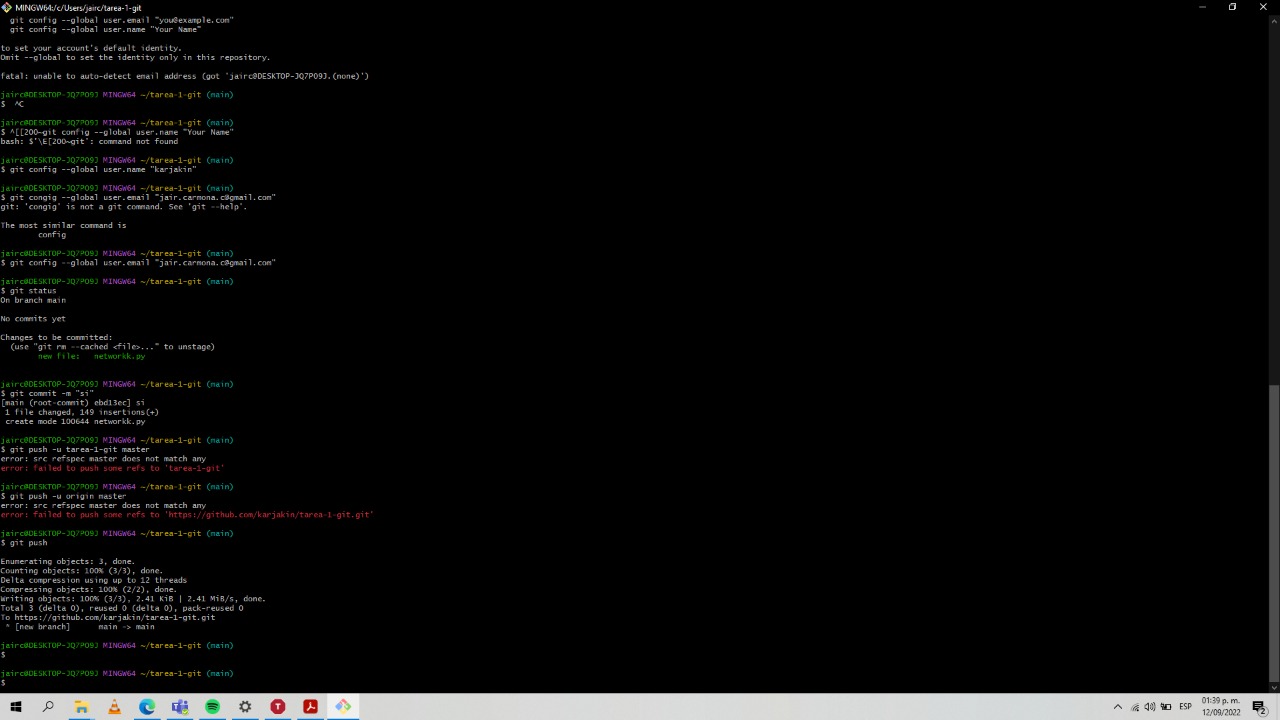 MINGW64:/c/Users/jairc/tarea-1-git
git config --global user.email "you@example.com"
git config --global user.name "Your Name"
to set your account's default identity.
Omit --global to set the identity only in this repository.
fatal: unable to auto-detect email address (got 'jairc@DESKTOP-JQ7PO9J.(none)')
jairc@DESKTOP-JQ7PO9J MINGW64 ~/tarea-1-git (main)
$ ^C
jairc@DESKTOP-JQ7PO9J MINGW64 ~/tarea-1-git (main)
$ ^[[200~git config --global user.name "Your Name"
bash: $'\E[200~git': command not found
jairc@DESKTOP-JQ7PO9J MINGW64 ~/tarea-1-git (main)
$ git config --global user.name "karjakin"
jairc@DESKTOP-JQ7PO9J MINGW64 ~/tarea-1-git (main)
$ git congig --global user.email "jair.carmona.c@gmail.com"
git: 'congig' is not a git command. See 'git --help'.
The most similar command is
config
jairc@DESKTOP-JQ7PO9J MINGW64 ~/tarea-1-git (main)
$ git config --global user.email "jair.carmona.c@gmail.com"
jairc@DESKTOP-JQ7PO9J MINGW64 ~/tarea-1-git (main)
$ git status
On branch main
No commits yet
Changes to be committed:
(use "git rm --cached <file>..." to unstage)
new file: networkk.py
jairc@DESKTOP-JQ7PO9J MINGW64 ~/tarea-1-git (main)
$ git commit -m "si"
[main (root-commit) ebd13ec] si
1 file changed, 149 insertions(+)
create mode 100644 networkk.py
jairc@DESKTOP-JQ7PO9J MINGW64 ~/tarea-1-git (main)
$ git push -u tarea-1-git master
error: src refspec master does not match any
error: failed to push some refs to 'tarea-1-git'
jairc@DESKTOP-JQ7PO9J MINGW64 ~/tarea-1-git (main)
$ git push -u origin master
error: src refspec master does not match any
error: failed to push some refs to 'https://github.com/karjakin/tarea-1-git.git'
jairc@DESKTOP-JQ7PO9J MINGW64 ~/tarea-1-git (main)
$ git push
Enumerating objects: 3, done.
Counting objects: 100% (3/3), done.
Delta compression using up to 12 threads
Compressing objects: 100% (2/2), done.
Writing objects: 100% (3/3), 2.41 KiB | 2.41 MiB/s, done.
Total 3 (delta 0), reused 0 (delta 0), pack-reused 0
To https://github.com/karjakin/tarea-1-git.git
* [new branch] main -> main
jairc@DESKTOP-JQ7PO9J MINGW64 ~/tarea-1-git (main)
$
jairc@DESKTOP-JQ7PO9J MINGW64 ~/tarea-1-git (main)
$
ESP
01:39 p. m.
12/09/2022
2